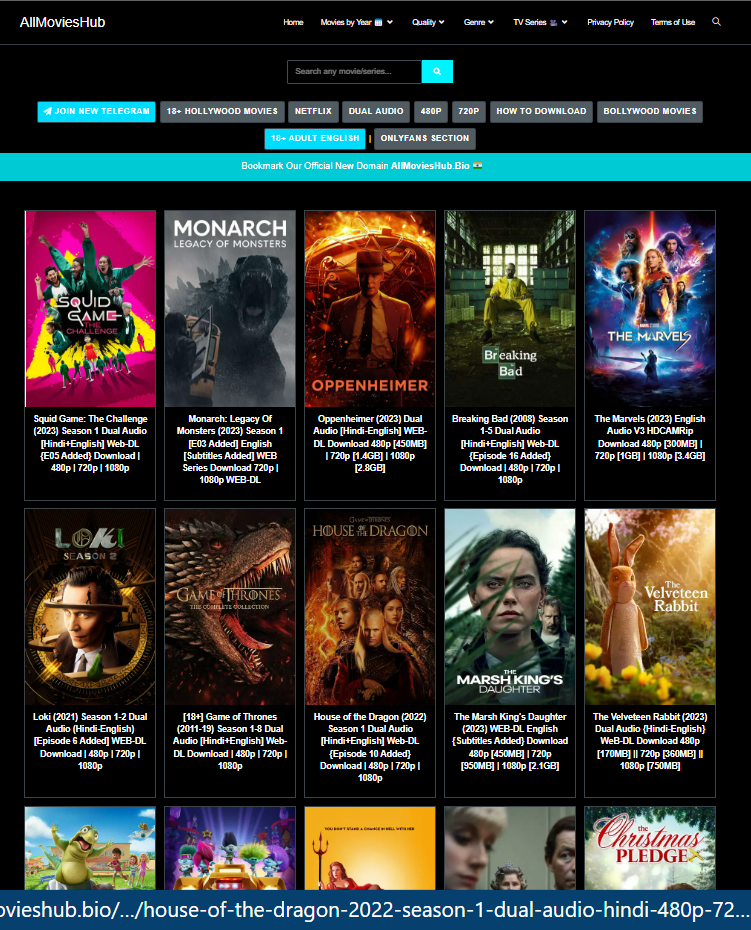 AllMoviesHub
Home Movies by Year Quality Genre TV Series Privacy Policy Terms of Use
Search any movie/series...
JOIN NEW TELEGRAM 18+ HOLLYWOOD MOVIES NETFLIX DUAL AUDIO 480P 720P HOW TO DOWNLOAD BOLLYWOOD MOVIES
18+ ADULT ENGLISH | ONLYFANS SECTION
Bookmark Our Official New Domain AllMoviesHub.Bio
SQUID
GAME
THE
CHALLENGE
Squid Game: The Challenge
(2023) Season 1 Dual Audio
[Hindi+English] Web-DL
{E05 Added} Download |
480p | 720p | 1080p
MONARCH
LEGACY OF MONSTERS
Monarch: Legacy Of
Monsters (2023) Season 1
[E03 Added] English
[Subtitles Added] WEB
Series Download 720p |
1080p WEB-DL
OPPENHEIMER
Oppenheimer (2023) Dual
Audio [Hindi-English] WEB-
DL Download 480p [450MB]
| 720p [1.4GB] | 1080p
[2.8GB]
Breaking
Bad
Breaking Bad (2008) Season
1-5 Dual Audio
[Hindi+English] Web-DL
{Episode 16 Added}
Download | 480p | 720p |
1080p
MARVEL STUDIOS
THE MARVELS
The Marvels (2023) English
Audio V3 HDCAMRip
Download 480p [300MB] |
720p [1GB] | 1080p [3.4GB]
LOKI
SEASON 2
Loki (2021) Season 1-2 Dual
Audio (Hindi-English)
[Episode 6 Added] WEB-DL
Download | 480p | 720p |
1080p
GAME OF THRONES
THE COMPLETE COLLECTION
[18+] Game of Thrones
(2011-19) Season 1-8 Dual
Audio [Hindi+English] Web-
DL Download 480p | 720p |
1080p
GAME OF THRONES
HOUSE OF THE DRAGON
House of the Dragon (2022)
Season 1 Dual Audio
[Hindi+English] Web-DL
{Episode 10 Added}
Download | 480p | 720p |
1080p
THE
MARSH KING'S
DAUGHTER
The Marsh King's Daughter
(2023) WEB-DL English
{Subtitles Added} Download
480p [450MB] | 720p
[950MB] | 1080p [2.1GB]
The
Velveteen
Rabbit
The Velveteen Rabbit (2023)
Dual Audio {Hindi-English}
WeB-DL Download 480p
[170MB] || 720p [360MB] ||
1080p [750MB]
YOU DON'T STAND A CHANCE IN HELL WITH HER
the
Christmas
PLEDGE
ovieshub.bio/.../house-of-the-dragon-2022-season-1-dual-audio-hindi-480p-72...